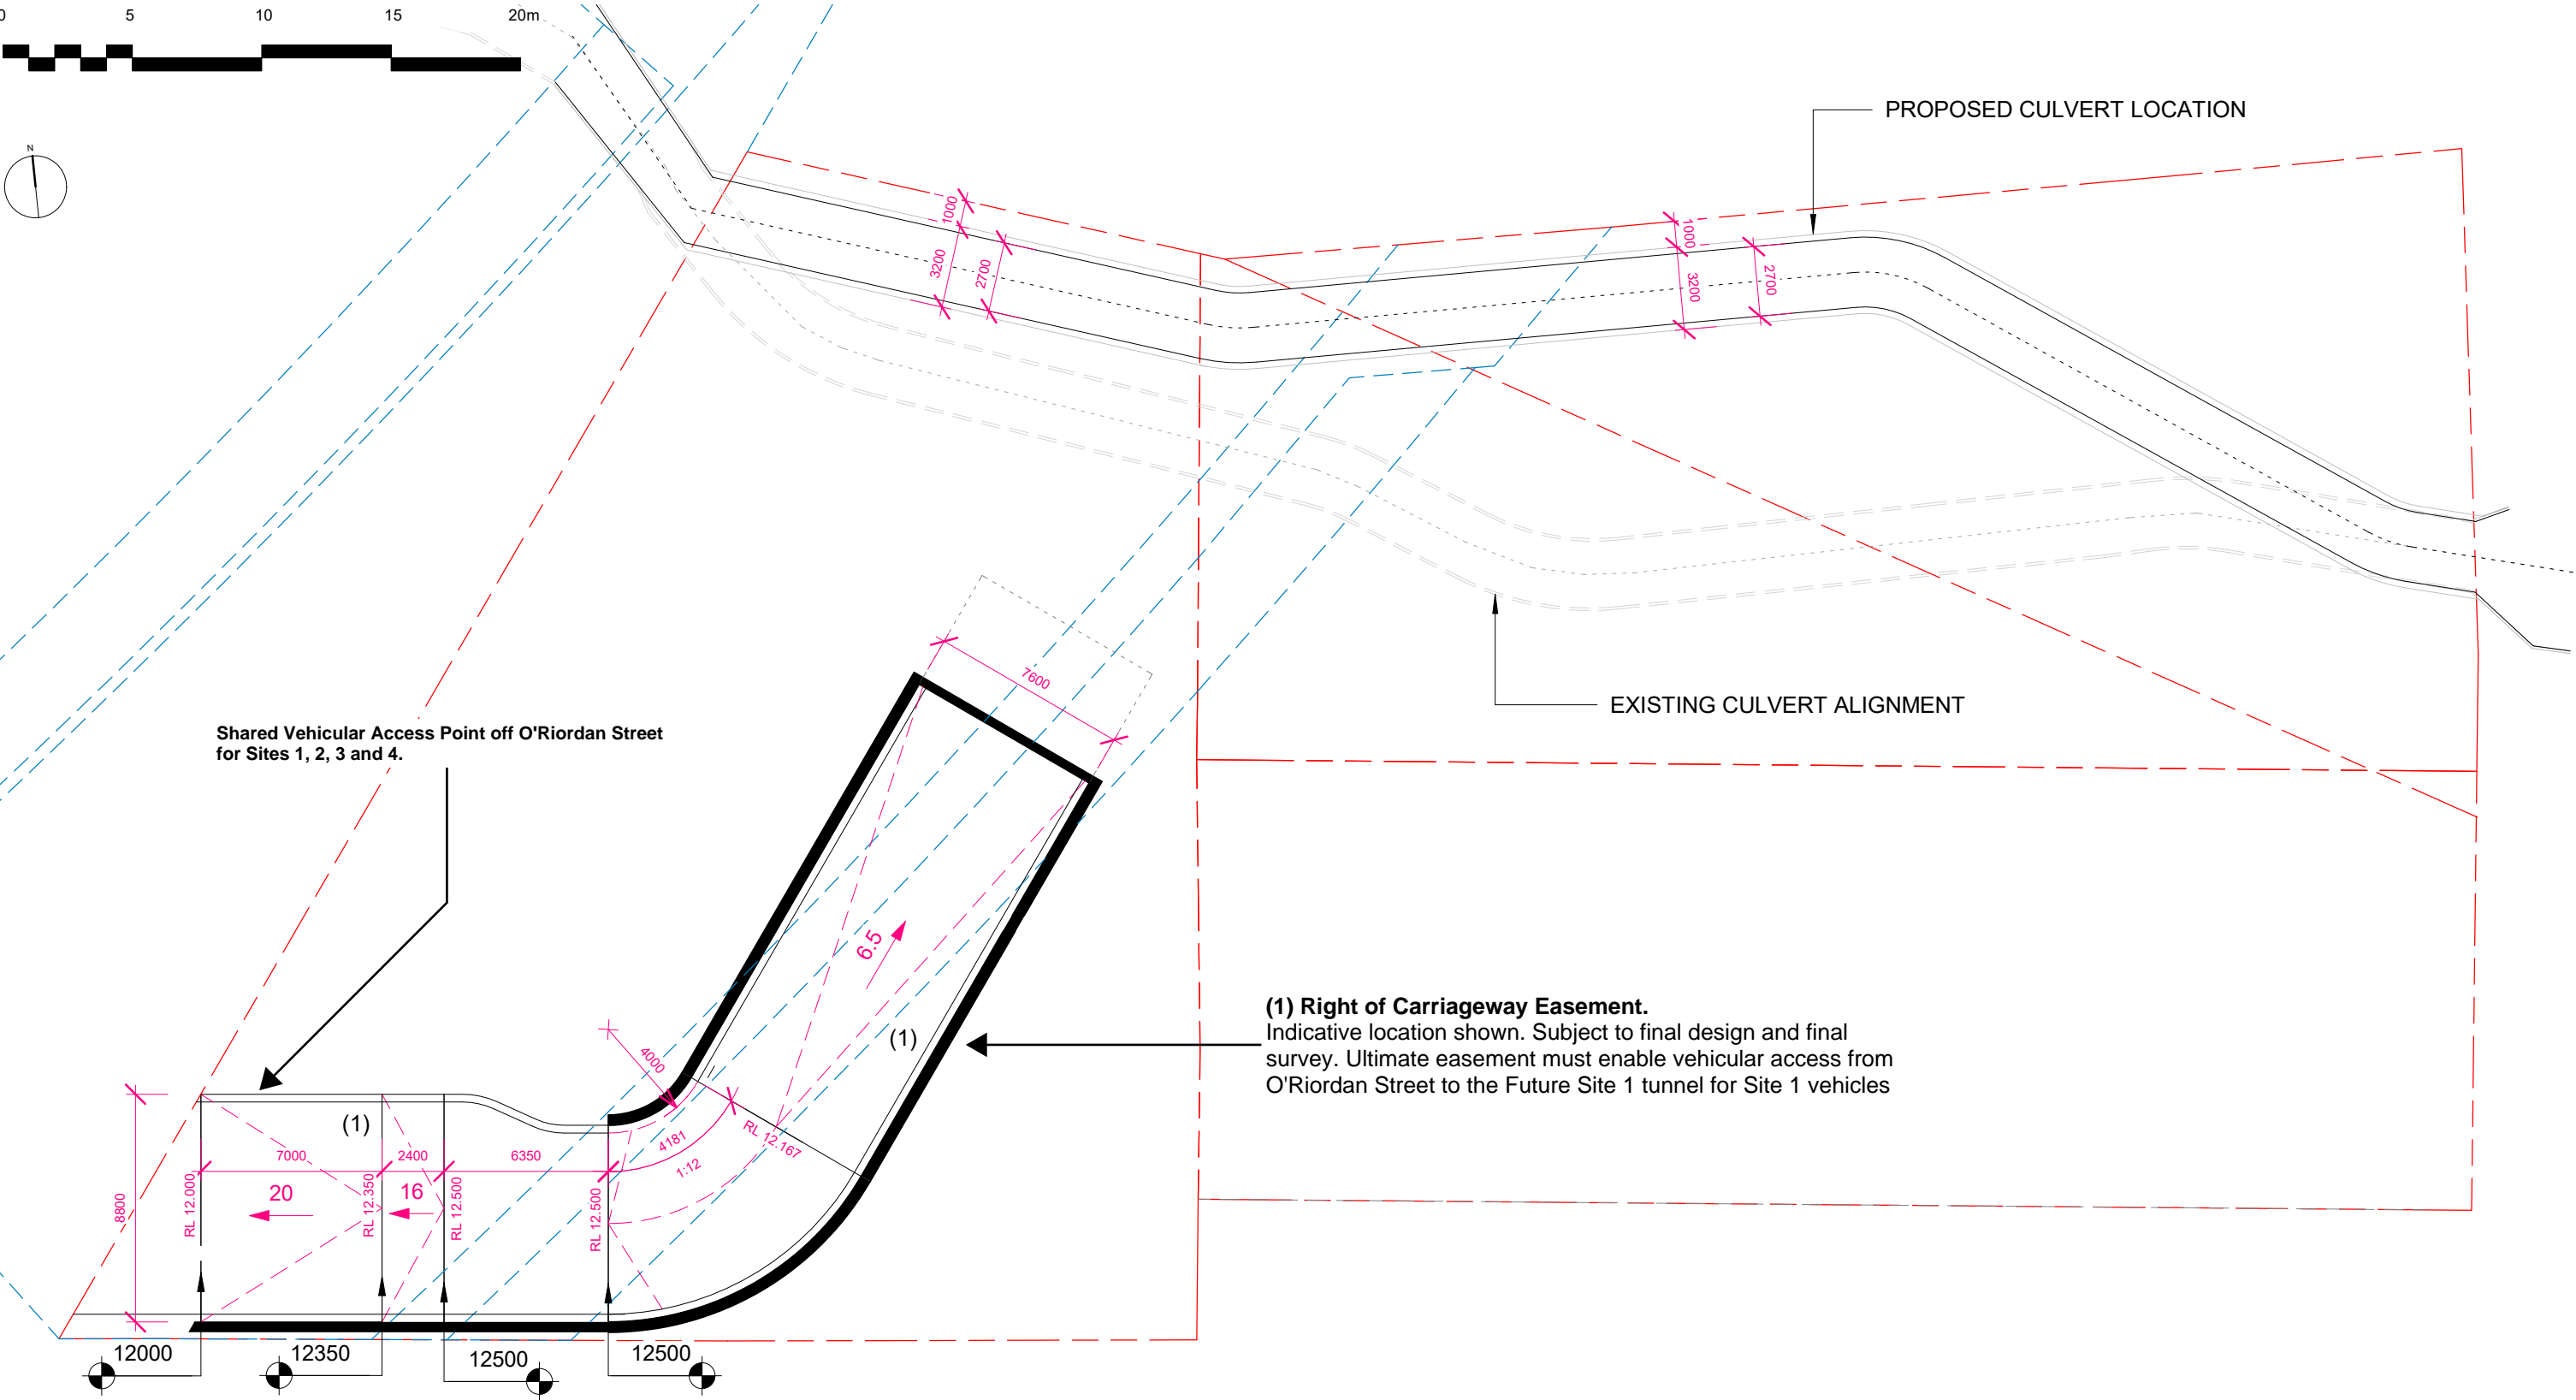 0 5 10 15 20m
N
PROPOSED CULVERT LOCATION
1000
3200
2700
1000
3200
2700
7600
EXISTING CULVERT ALIGNMENT
Shared Vehicular Access Point off O'Riordan Street
for Sites 1, 2, 3 and 4.
6.5
(1)
(1) Right of Carriageway Easement.
Indicative location shown. Subject to final design and final
survey. Ultimate easement must enable vehicular access from
O'Riordan Street to the Future Site 1 tunnel for Site 1 vehicles
4000
4181
1:12
RL 12.167
(1)
7000
2400
6350
8800
RL 12.000
20
RL 12.350
16
RL 12.500
RL 12.500
12000
12350
12500
12500